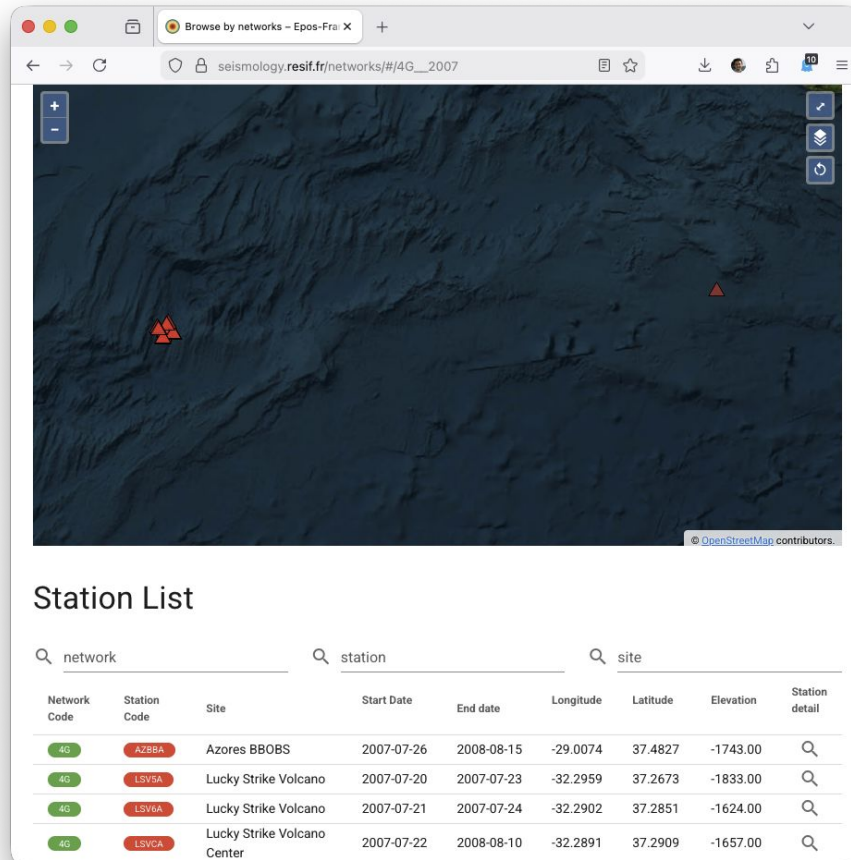 Browse by networks – Epos-Fra
seismology.resif.fr/networks/#/4G__2007
10
+
−
© OpenStreetMap contributors.
Station List
network station site
Network Code Station Code Site Start Date End date Longitude Latitude Elevation Station detail
4G AZBBA Azores BBOBS 2007-07-26 2008-08-15 -29.0074 37.4827 -1743.00
4G LSV5A Lucky Strike Volcano 2007-07-20 2007-07-23 -32.2959 37.2673 -1833.00
4G LSV6A Lucky Strike Volcano 2007-07-21 2007-07-24 -32.2902 37.2851 -1624.00
4G LSVCA Lucky Strike Volcano Center 2007-07-22 2008-08-10 -32.2891 37.2909 -1657.00